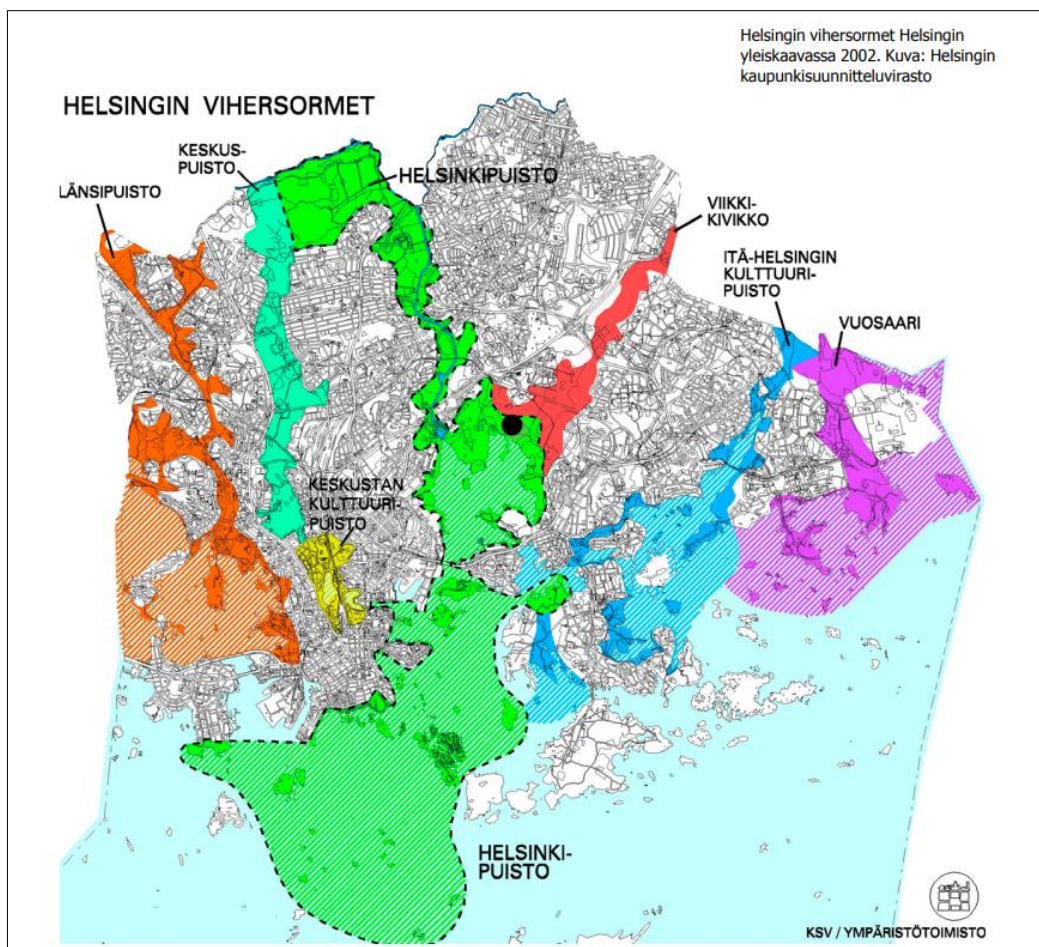 Helsingin vihersormet Helsingin
yleiskaavassa 2002. Kuva: Helsingin
kaupunkisuunnitteluvirasto
HELSINGIN VIHERSORMET
KESKUS-
PUISTO
HELSINKIPUISTO
LÄNSIPUISTO
VIIKKI-
KIVIKKO
ITÄ-HELSINGIN
KULTTUURI-
PUISTO
VUOSAARI
KESKUSTAN
KULTTUURI-
PUISTO
HELSINKI-
PUISTO
KSV / YMPÄRISTÖTOIMISTO